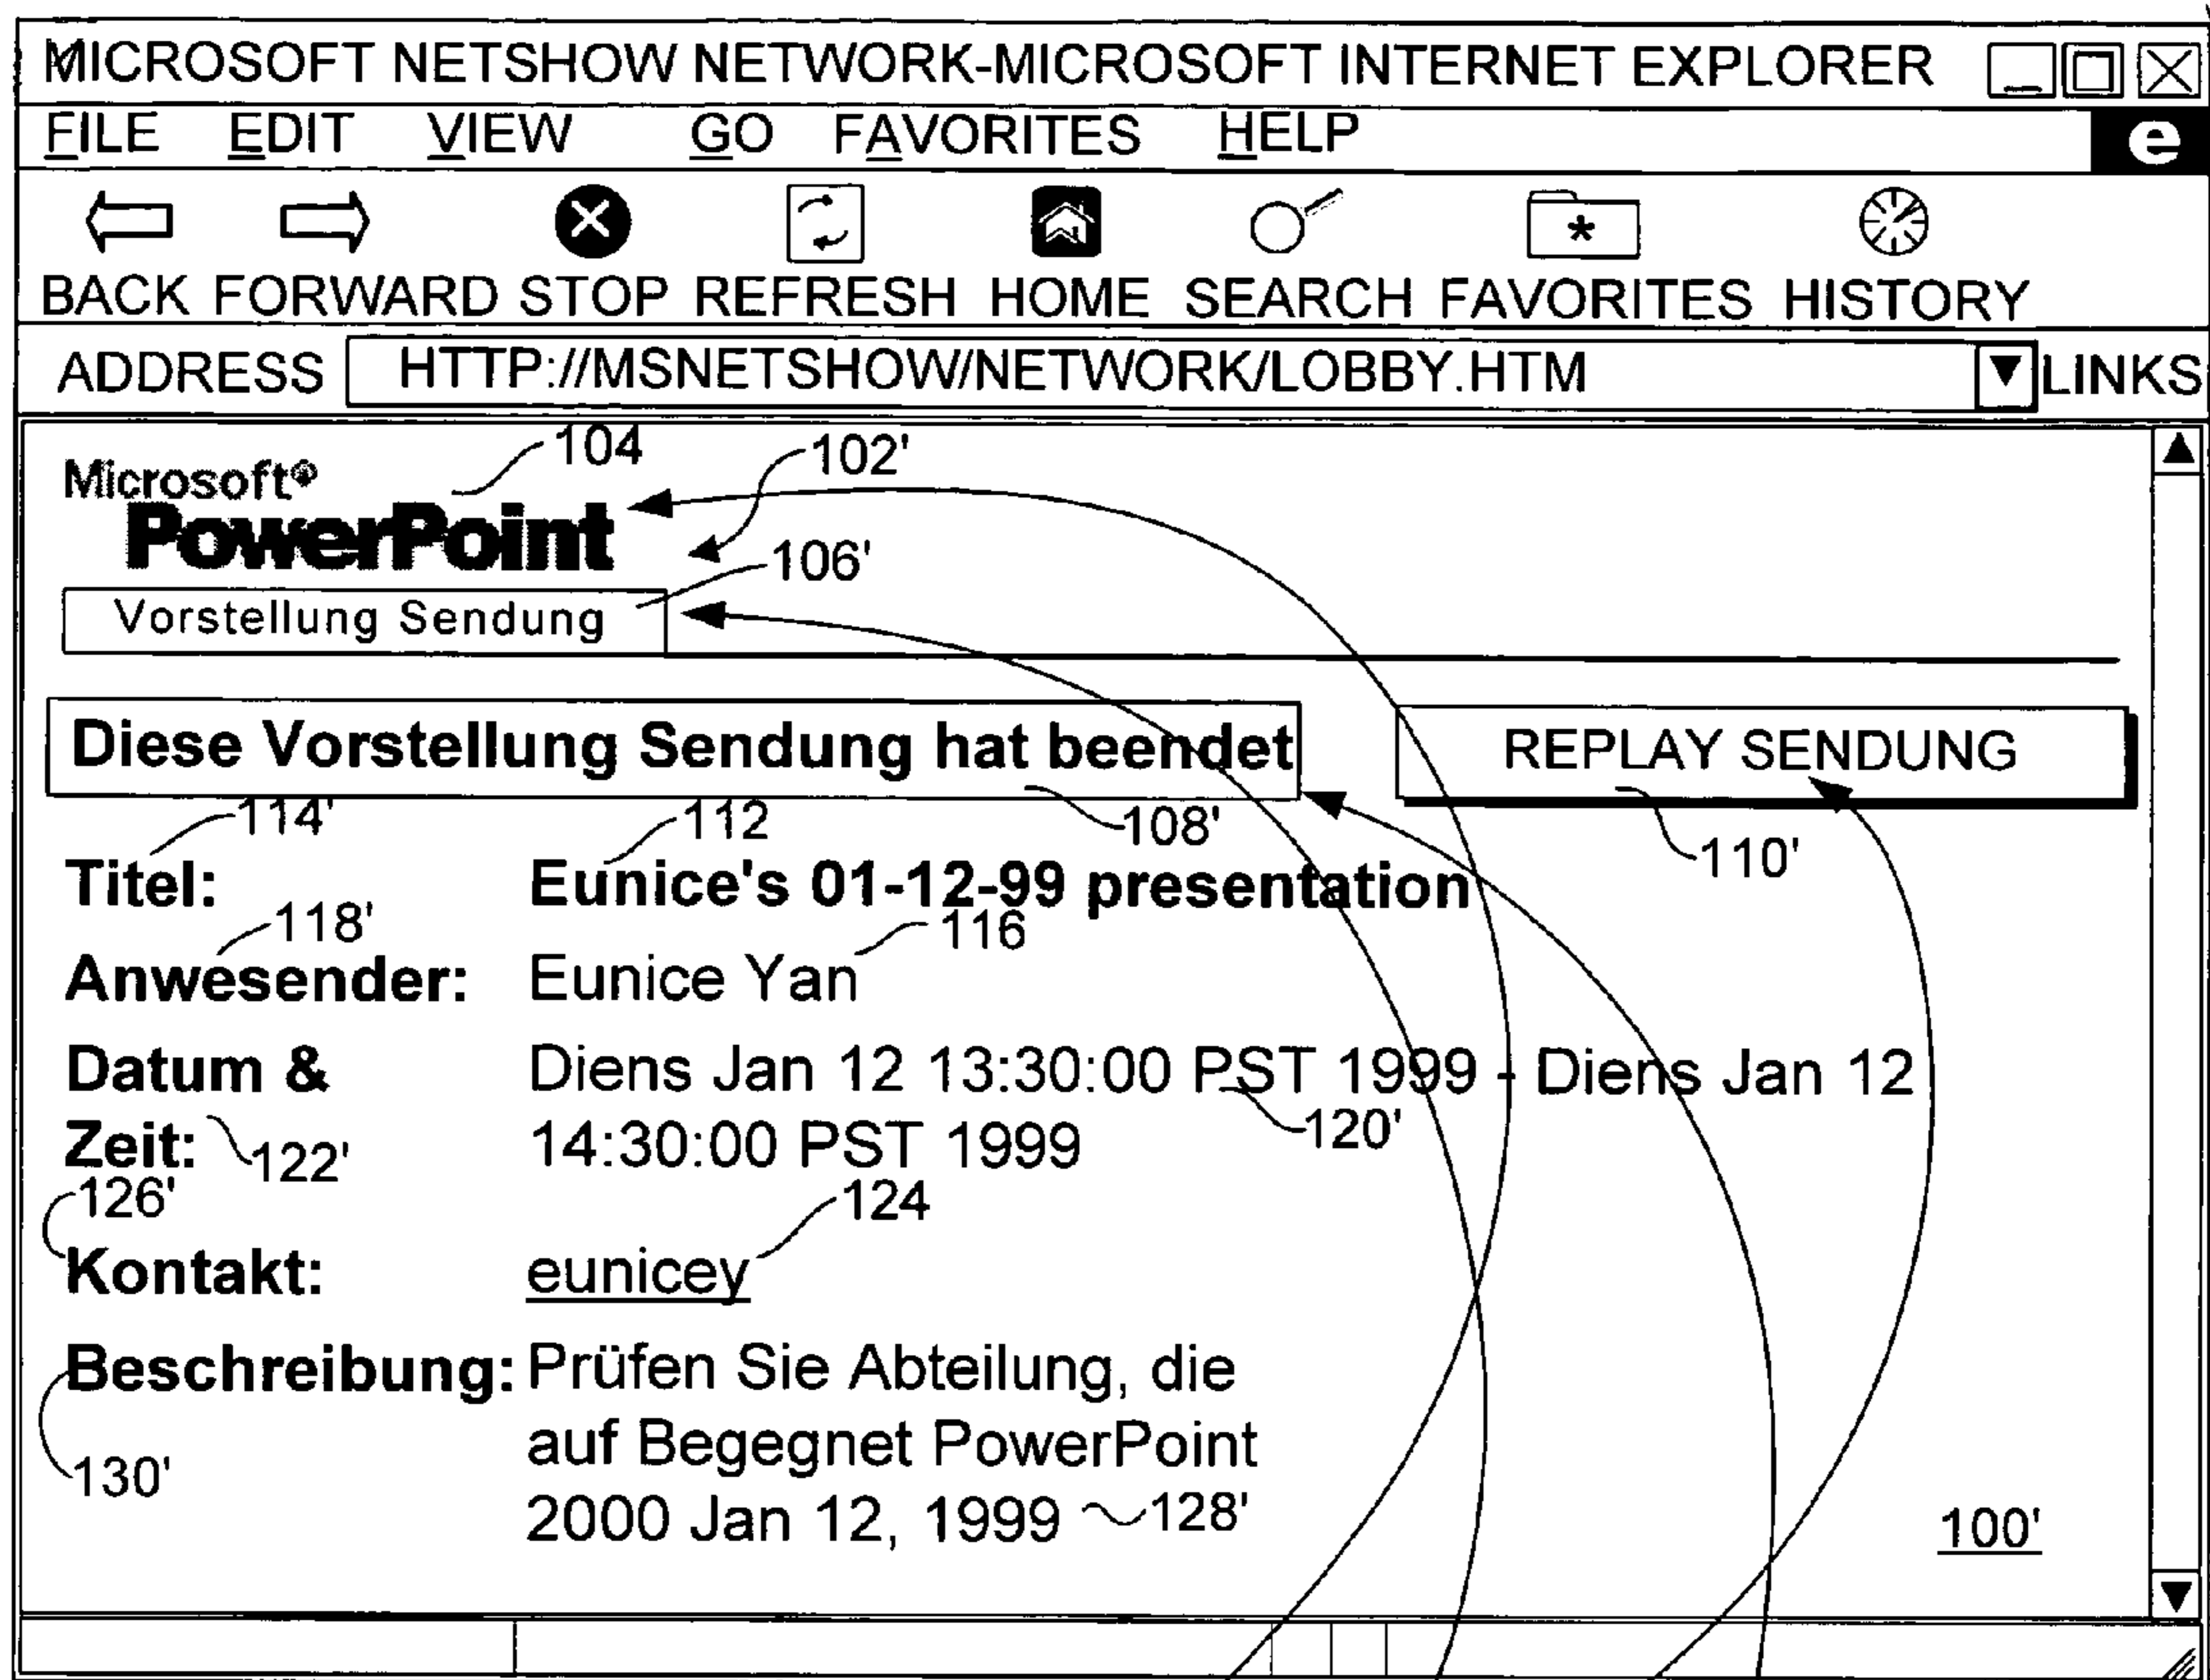 MICROSOFT NETSHOW NETWORK-MICROSOFT INTERNET EXPLORER
FILE EDIT VIEW GO FAVORITES HELP
e
*
BACK FORWARD STOP REFRESH HOME SEARCH FAVORITES HISTORY
ADDRESS HTTP://MSNETSHOW/NETWORK/LOBBY.HTM LINKS
104 102'
Microsoft®
PowerPoint
106'
Vorstellung Sendung
Diese Vorstellung Sendung hat beendet REPLAY SENDUNG
114' 112 108' 110'
Titel: Eunice's 01-12-99 presentation
118' 116
Anwesender: Eunice Yan
Datum & Diens Jan 12 13:30:00 PST 1999 - Diens Jan 12
120'
Zeit: 122' 14:30:00 PST 1999
126' 124
Kontakt: eunicey
Beschreibung: Prüfen Sie Abteilung, die
auf Begegnet PowerPoint
130'
2000 Jan 12, 1999 128'
100'